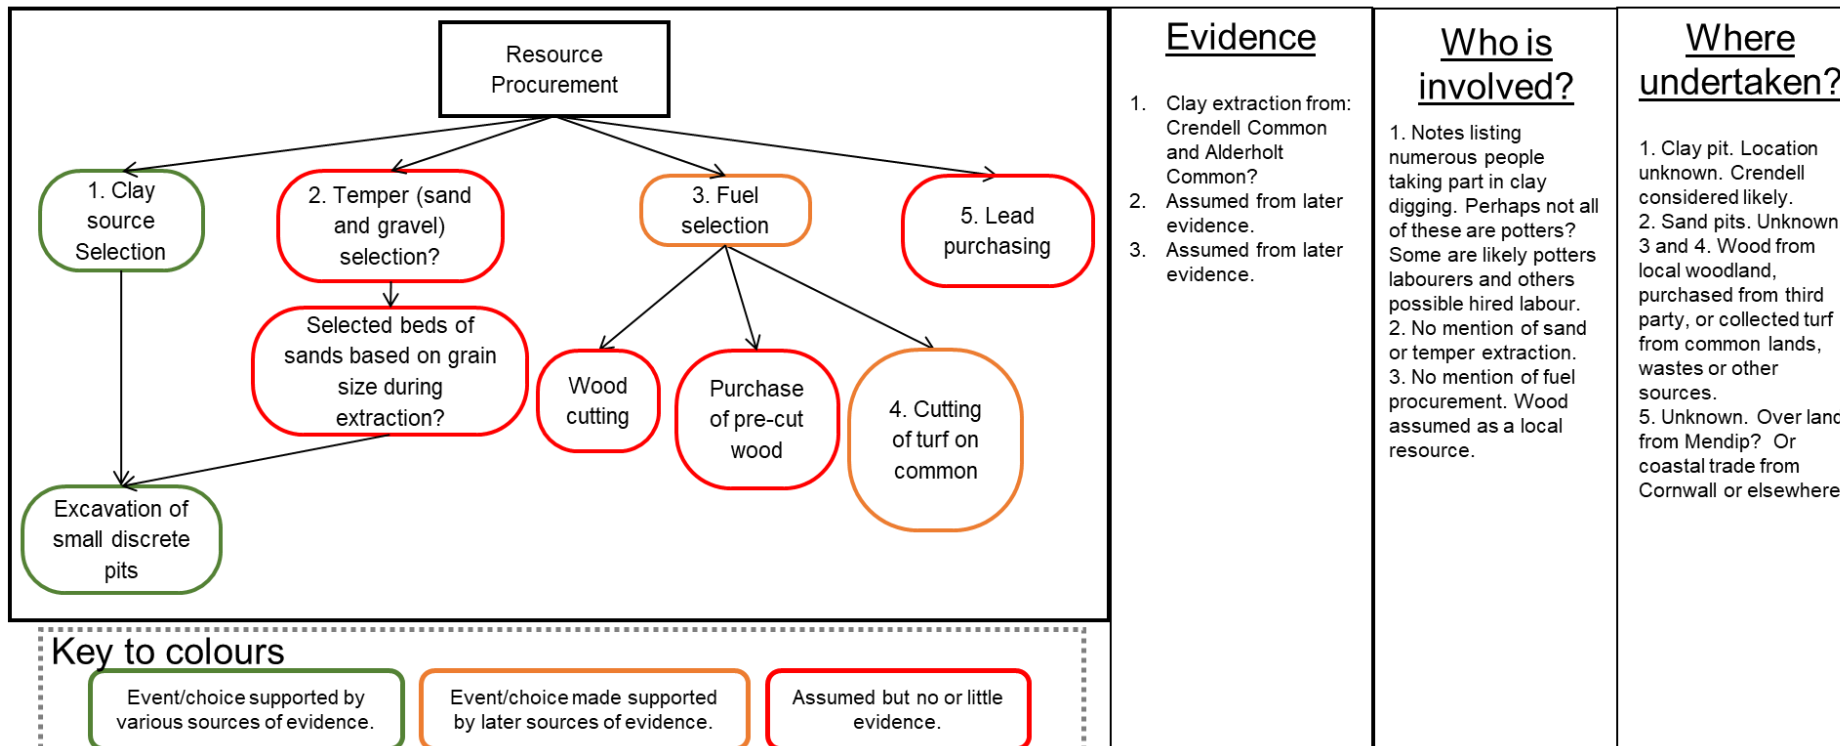 Resource
Procurement
1. Clay
source
Selection
2. Temper (sand
and gravel)
selection?
3. Fuel
selection
5. Lead
purchasing
Selected beds of
sands based on grain
size during
extraction?
Wood
cutting
Purchase
of pre-cut
wood
4. Cutting
of turf on
common
Excavation of
small discrete
pits
Key to colours
Event/choice supported by
various sources of evidence.
Event/choice made supported
by later sources of evidence.
Assumed but no or little
evidence.
Evidence
1. Clay extraction from:
Crendell Common
and Alderholt
Common?
2. Assumed from later
evidence.
3. Assumed from later
evidence.
Who is
involved?
1. Notes listing
numerous people
taking part in clay
digging. Perhaps not all
of these are potters?
Some are likely potters
labourers and others
possible hired labour.
2. No mention of sand
or temper extraction.
3. No mention of fuel
procurement. Wood
assumed as a local
resource.
Where
undertaken?
1. Clay pit. Location
unknown. Crendell
considered likely.
2. Sand pits. Unknown
3 and 4. Wood from
local woodland,
purchased from third
party, or collected turf
from common lands,
wastes or other
sources.
5. Unknown. Over land
from Mendip? Or
coastal trade from
Cornwall or elsewhere